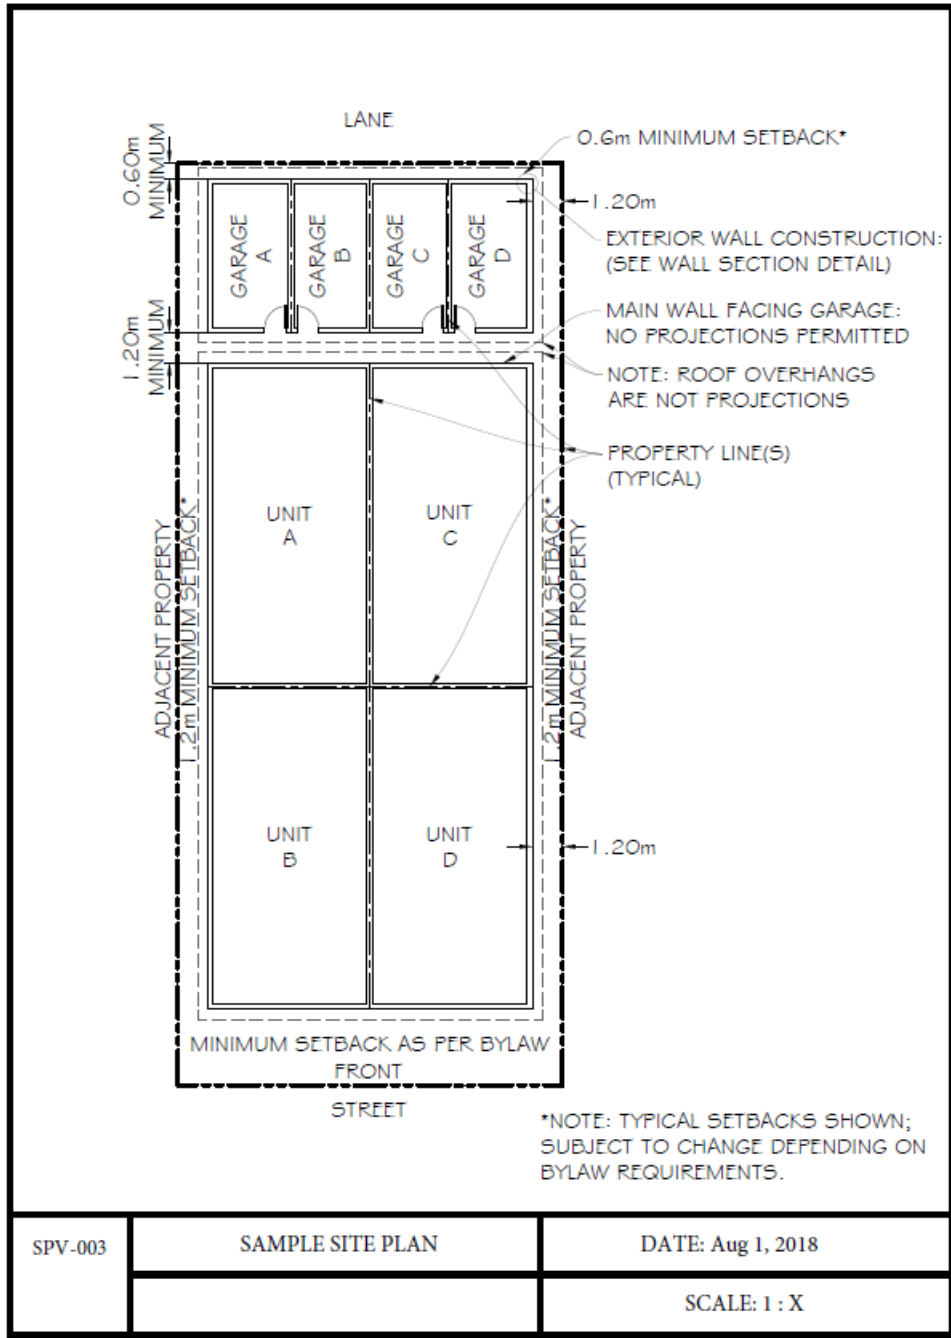 LANE
0.6m MINIMUM SETBACK*
0.60m
MINIMUM
1.20m
GARAGE
A
GARAGE
B
GARAGE
C
GARAGE
D
EXTERIOR WALL CONSTRUCTION:
(SEE WALL SECTION DETAIL)
1.20m
MINIMUM
MAIN WALL FACING GARAGE:
NO PROJECTIONS PERMITTED
NOTE: ROOF OVERHANGS
ARE NOT PROJECTIONS
PROPERTY LINE(S)
(TYPICAL)
UNIT
A
UNIT
C
ADJACENT PROPERTY
1.2m MINIMUM SETBACK*
1.2m MINIMUM SETBACK*
ADJACENT PROPERTY
UNIT
B
UNIT
D
1.20m
MINIMUM SETBACK AS PER BYLAW
FRONT
STREET
*NOTE: TYPICAL SETBACKS SHOWN;
SUBJECT TO CHANGE DEPENDING ON
BYLAW REQUIREMENTS.
SPV-003
SAMPLE SITE PLAN
DATE: Aug 1, 2018
SCALE: 1 : X